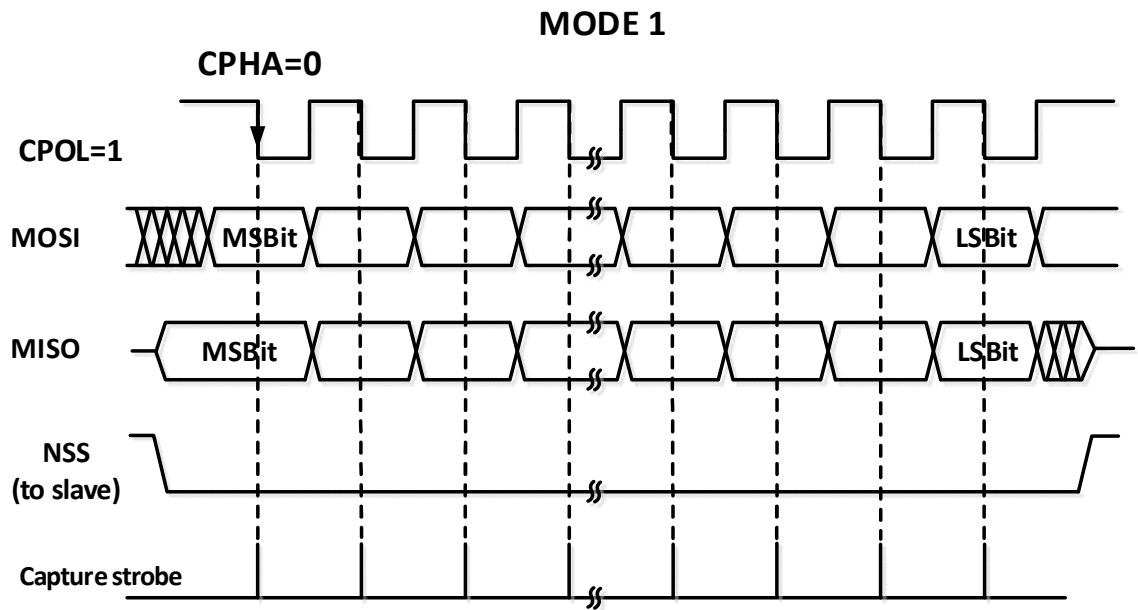 MODE 1
CPHA=0
CPOL=1
MOSI
MSBit
LSBit
MISO
MSBit
LSBit
NSS
(to slave)
Capture strobe